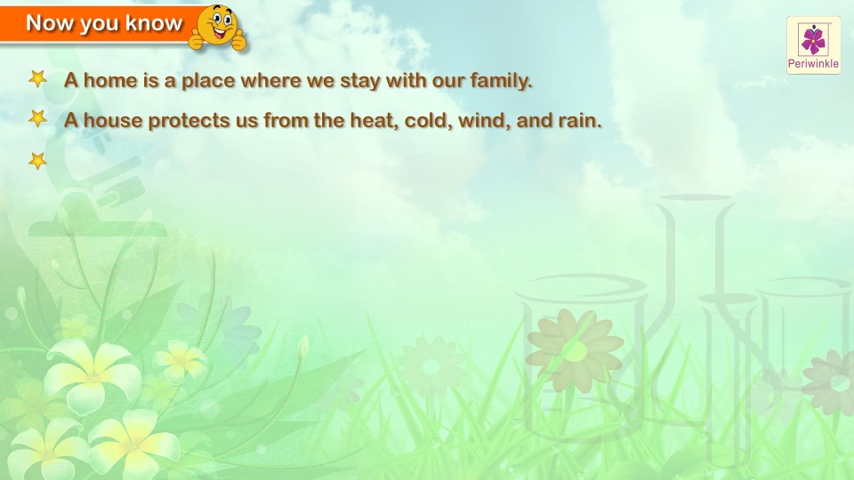 Now you know
Periwinkle
A home is a place where we stay with our family.
A house protects us from the heat, cold, wind, and rain.